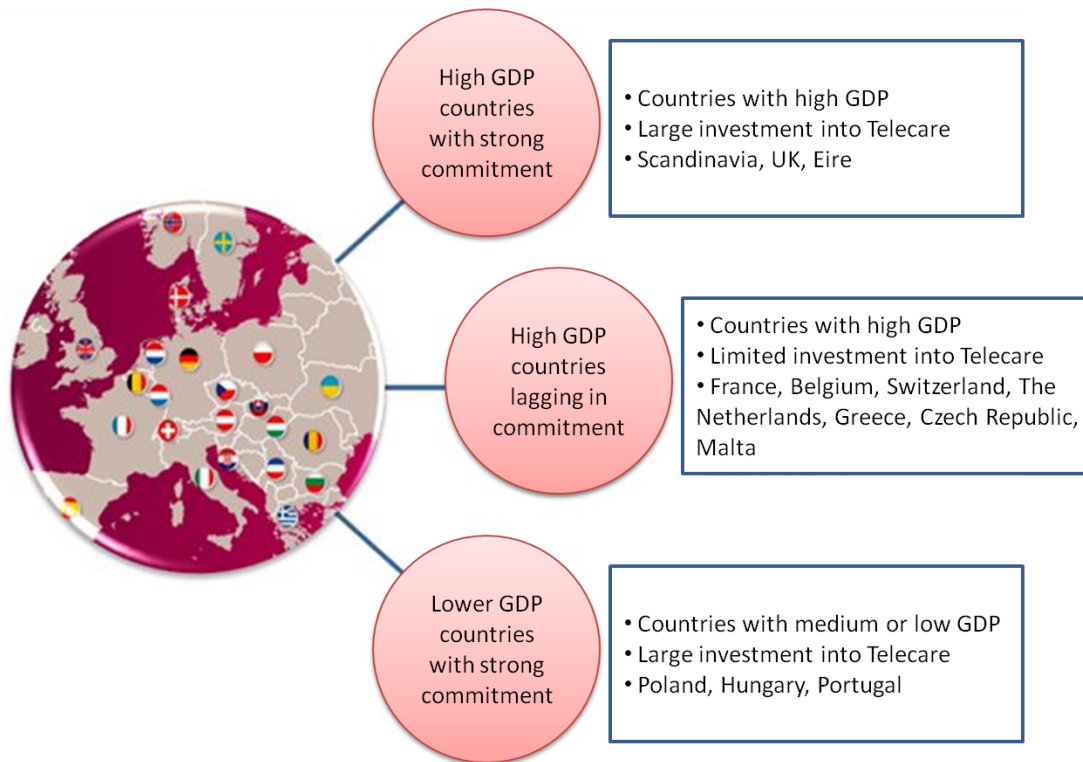 High GDP
countries
with strong
commitment
• Countries with high GDP
• Large investment into Telecare
• Scandinavia, UK, Eire
High GDP
countries
lagging in
commitment
• Countries with high GDP
• Limited investment into Telecare
• France, Belgium, Switzerland, The
Netherlands, Greece, Czech Republic,
Malta
Lower GDP
countries
with strong
commitment
• Countries with medium or low GDP
• Large investment into Telecare
• Poland, Hungary, Portugal